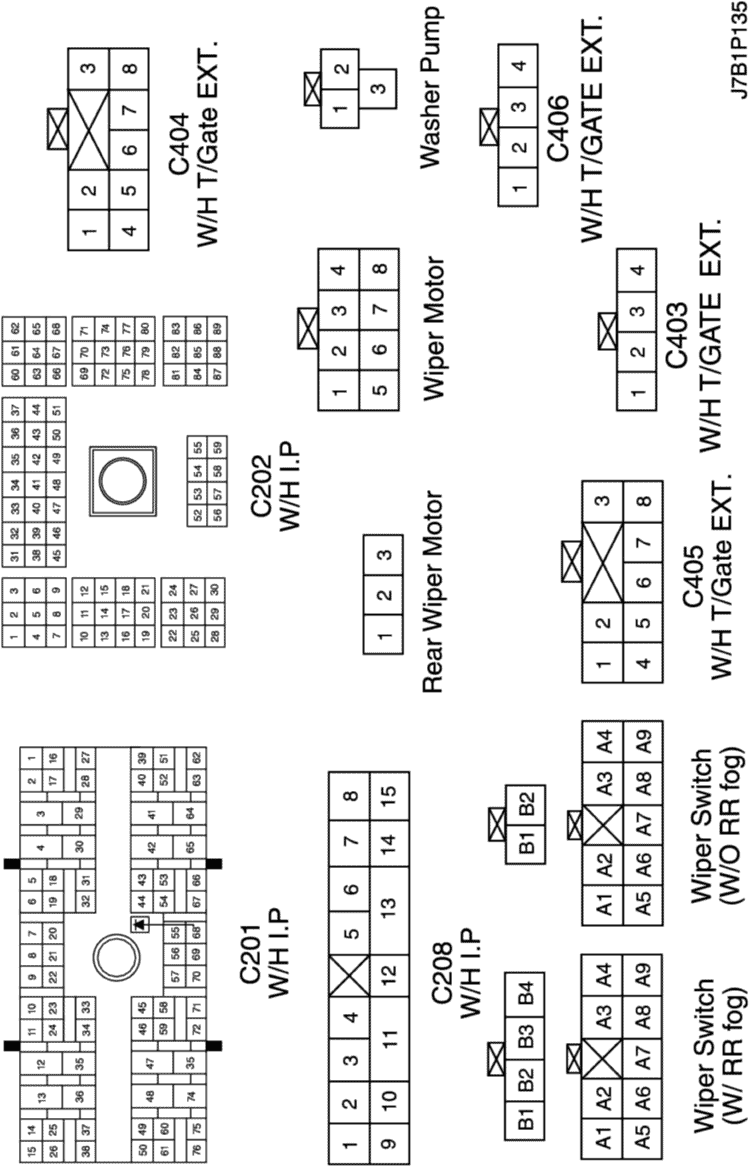 15 14 13 12 11 10 9 8 7 6 5 4 3 2 1
26 25 24 23 22 21 20 19 18 17 16
38 37 36 35 34 33 32 31 30 29 28 27
50 49 48 47 46 45 44 43 42 41 40 39
61 60 59 58 57 56 55 54 53 52 51
76 75 74 35 72 71 70 69 68 67 66 65 64 63 62
C201
W/H I.P
1 2 3 31 32 33 34 35 36 37 60 61 62
4 5 6 38 39 40 41 42 43 44 63 64 65
7 8 9 45 46 47 48 49 50 51 66 67 68
10 11 12 69 70 71
13 14 15 72 73 74
16 17 18 75 76 77
19 20 21 78 79 80
22 23 24 52 53 54 55 81 82 83
25 26 27 56 57 58 59 84 85 86
28 29 30 87 88 89
C202
W/H I.P
1 2 3
4 5 6 7 8
C404
W/H T/Gate EXT.
1 2 3 4 5 6 7 8
9 10 11 12 13 14 15
C208
W/H I.P
1 2 3
Rear Wiper Motor
1 2 3 4
5 6 7 8
Wiper Motor
1 2
3
Washer Pump
B1 B2 B3 B4
A1 A2 A3 A4
A5 A6 A7 A8 A9
Wiper Switch
(W/ RR fog)
B1 B2
A1 A2 A3 A4
A5 A6 A7 A8 A9
Wiper Switch
(W/O RR fog)
1 2 3
4 5 6 7 8
C405
W/H T/Gate EXT.
1 2 3 4
C403
W/H T/GATE EXT.
1 2 3 4
C406
W/H T/GATE EXT.
J7B1P135